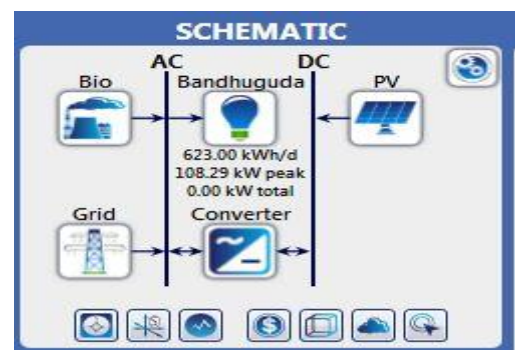 SCHEMATIC
AC DC
Bio Bandhuguda PV
623.00 kWh/d
108.29 kW peak
0.00 kW total
Grid Converter